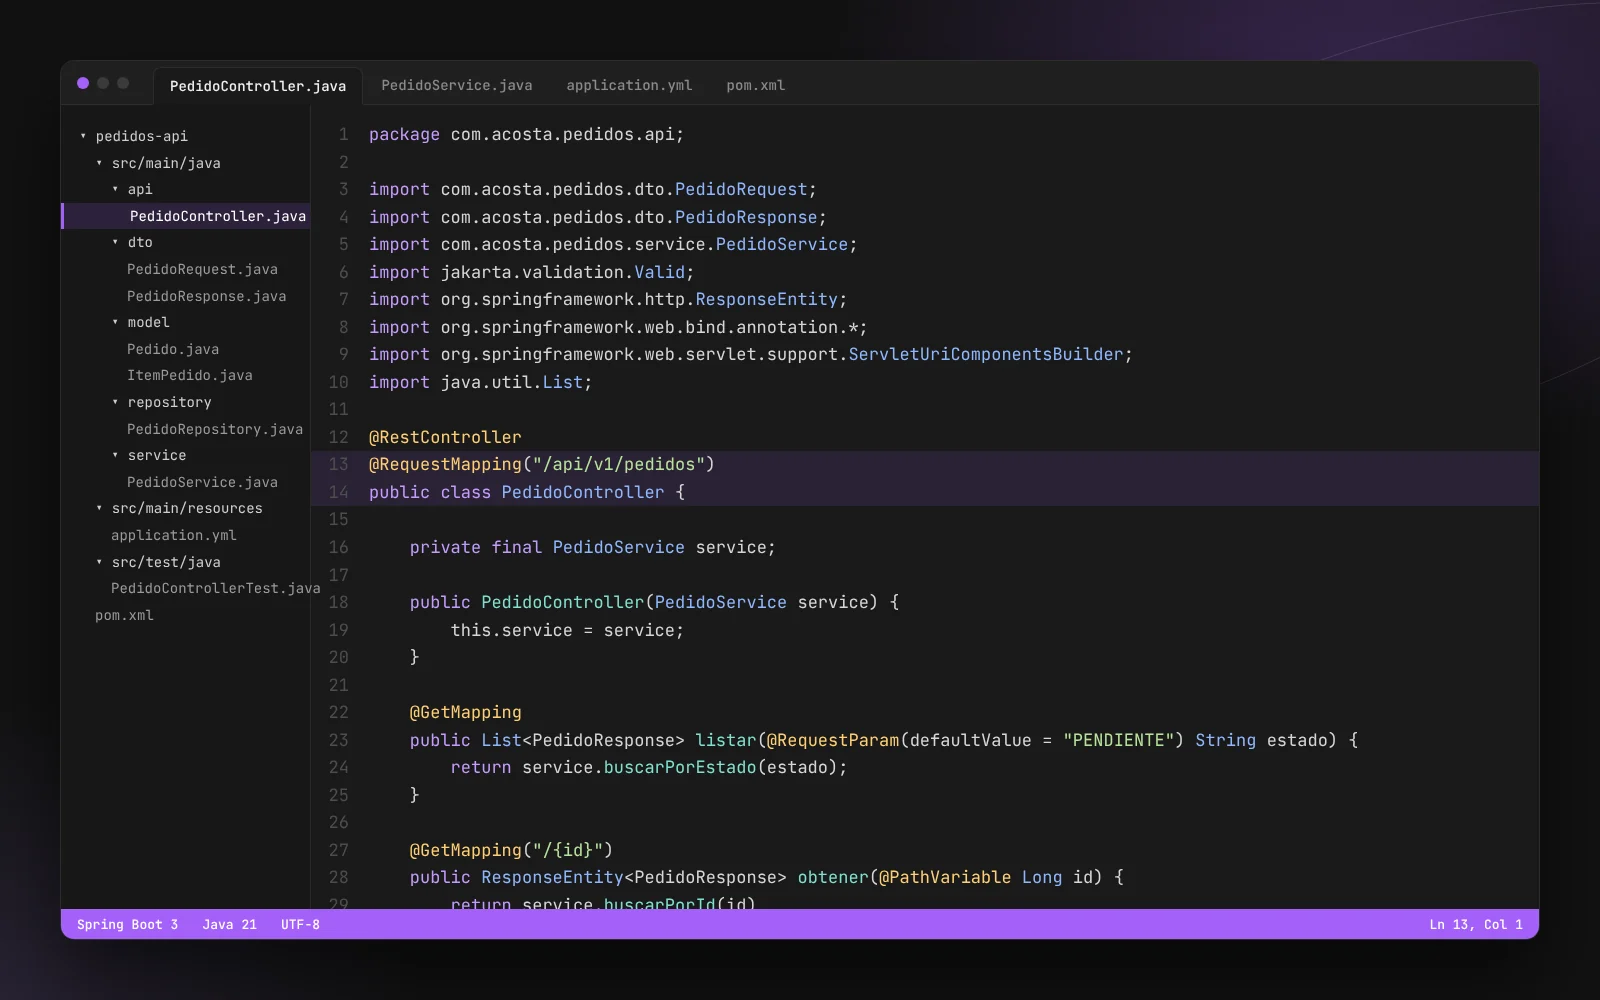 PedidoController.java PedidoService.java application.yml pom.xml
pedidos-api
src/main/java
api
PedidoController.java
dto
PedidoRequest.java
PedidoResponse.java
model
Pedido.java
ItemPedido.java
repository
PedidoRepository.java
service
PedidoService.java
src/main/resources
application.yml
src/test/java
PedidoControllerTest.java
pom.xml
1 package com.acosta.pedidos.api;
2
3 import com.acosta.pedidos.dto.PedidoRequest;
4 import com.acosta.pedidos.dto.PedidoResponse;
5 import com.acosta.pedidos.service.PedidoService;
6 import jakarta.validation.Valid;
7 import org.springframework.http.ResponseEntity;
8 import org.springframework.web.bind.annotation.*;
9 import org.springframework.web.servlet.support.ServletUriComponentsBuilder;
10 import java.util.List;
11
12 @RestController
13 @RequestMapping("/api/v1/pedidos")
14 public class PedidoController {
15
16     private final PedidoService service;
17
18     public PedidoController(PedidoService service) {
19         this.service = service;
20     }
21
22     @GetMapping
23     public List<PedidoResponse> listar(@RequestParam(defaultValue = "PENDIENTE") String estado) {
24         return service.buscarPorEstado(estado);
25     }
26
27     @GetMapping("/{id}")
28     public ResponseEntity<PedidoResponse> obtener(@PathVariable Long id) {
29         return service.buscarPorId(id)
Spring Boot 3 Java 21 UTF-8 Ln 13, Col 1